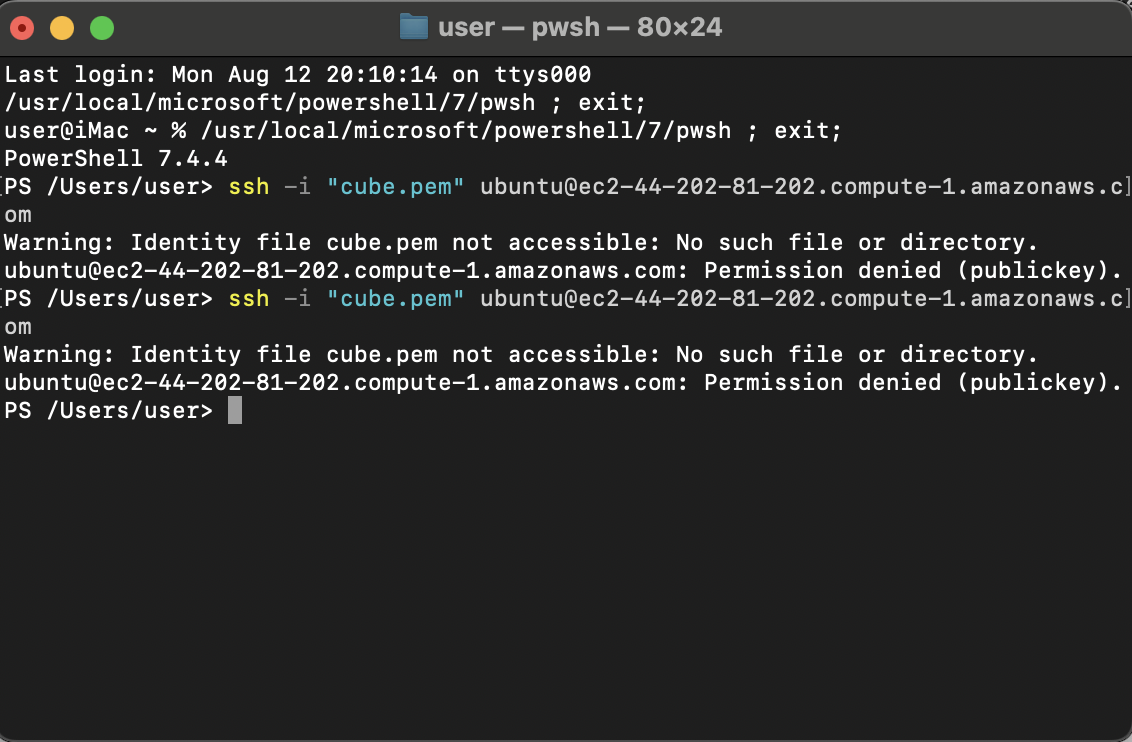 user — pwsh — 80×24
Last login: Mon Aug 12 20:10:14 on ttys000
/usr/local/microsoft/powershell/7/pwsh ; exit;
user@iMac ~ % /usr/local/microsoft/powershell/7/pwsh ; exit;
PowerShell 7.4.4
[PS /Users/user> ssh -i "cube.pem" ubuntu@ec2-44-202-81-202.compute-1.amazonaws.c]
om
Warning: Identity file cube.pem not accessible: No such file or directory.
ubuntu@ec2-44-202-81-202.compute-1.amazonaws.com: Permission denied (publickey).
[PS /Users/user> ssh -i "cube.pem" ubuntu@ec2-44-202-81-202.compute-1.amazonaws.c]
om
Warning: Identity file cube.pem not accessible: No such file or directory.
ubuntu@ec2-44-202-81-202.compute-1.amazonaws.com: Permission denied (publickey).
PS /Users/user>